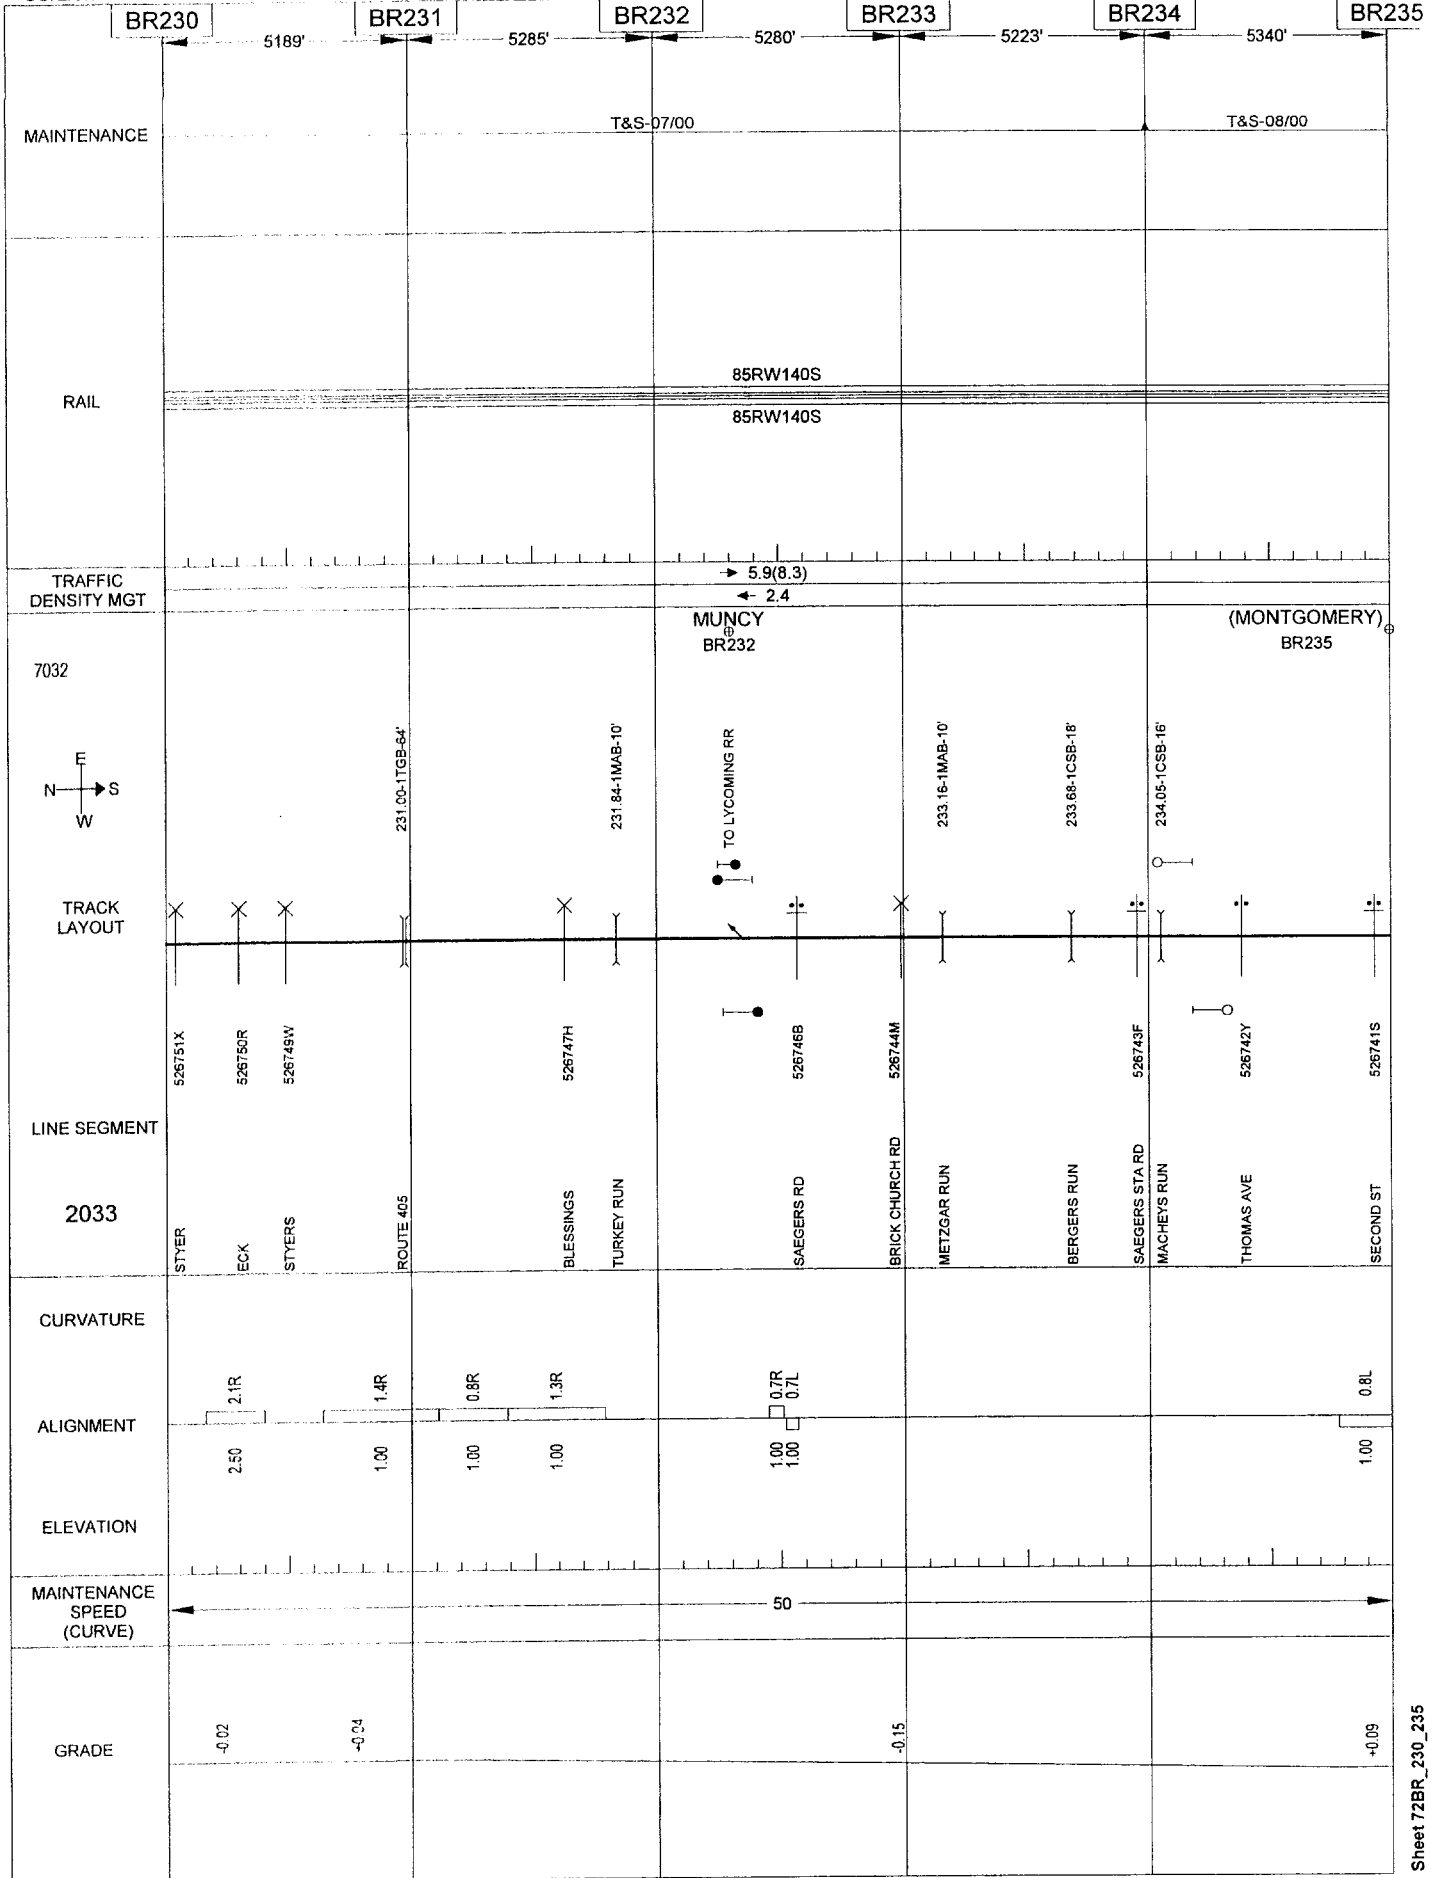 BR230 BR231 BR232 BR233 BR234 BR235
5189' 5285' 5280' 5223' 5340'
MAINTENANCE
T&S-07/00 T&S-08/00
RAIL
85RW140S
85RW140S
TRAFFIC
DENSITY MGT
5.9(8.3)
2.4
MUNCY
BR232
(MONTGOMERY)
BR235
7032
E
N S
W
231.00-1TGB-64'
231.84-1MAB-10'
TO LYCOMING RR
233.16-1MAB-10'
233.68-1CSB-18'
234.05-1CSB-16'
TRACK
LAYOUT
526751X
526750R
526749W
526747H
526746B
526744M
526743F
526742Y
526741S
LINE SEGMENT
2033
STYER
ECK
STYERS
ROUTE 405
BLESSINGS
TURKEY RUN
SAEGERS RD
BRICK CHURCH RD
METZGAR RUN
BERGERS RUN
SAEGERS STA RD
MACHEYS RUN
THOMAS AVE
SECOND ST
CURVATURE
2.1R
1.4R
0.8R
1.3R
0.7R
0.7L
0.8L
ALIGNMENT
2.50
1.00
1.00
1.00
1.00
1.00
1.00
ELEVATION
MAINTENANCE
SPEED
(CURVE)
50
GRADE
-0.02
-0.15
+0.09
Sheet 72BR_230_235